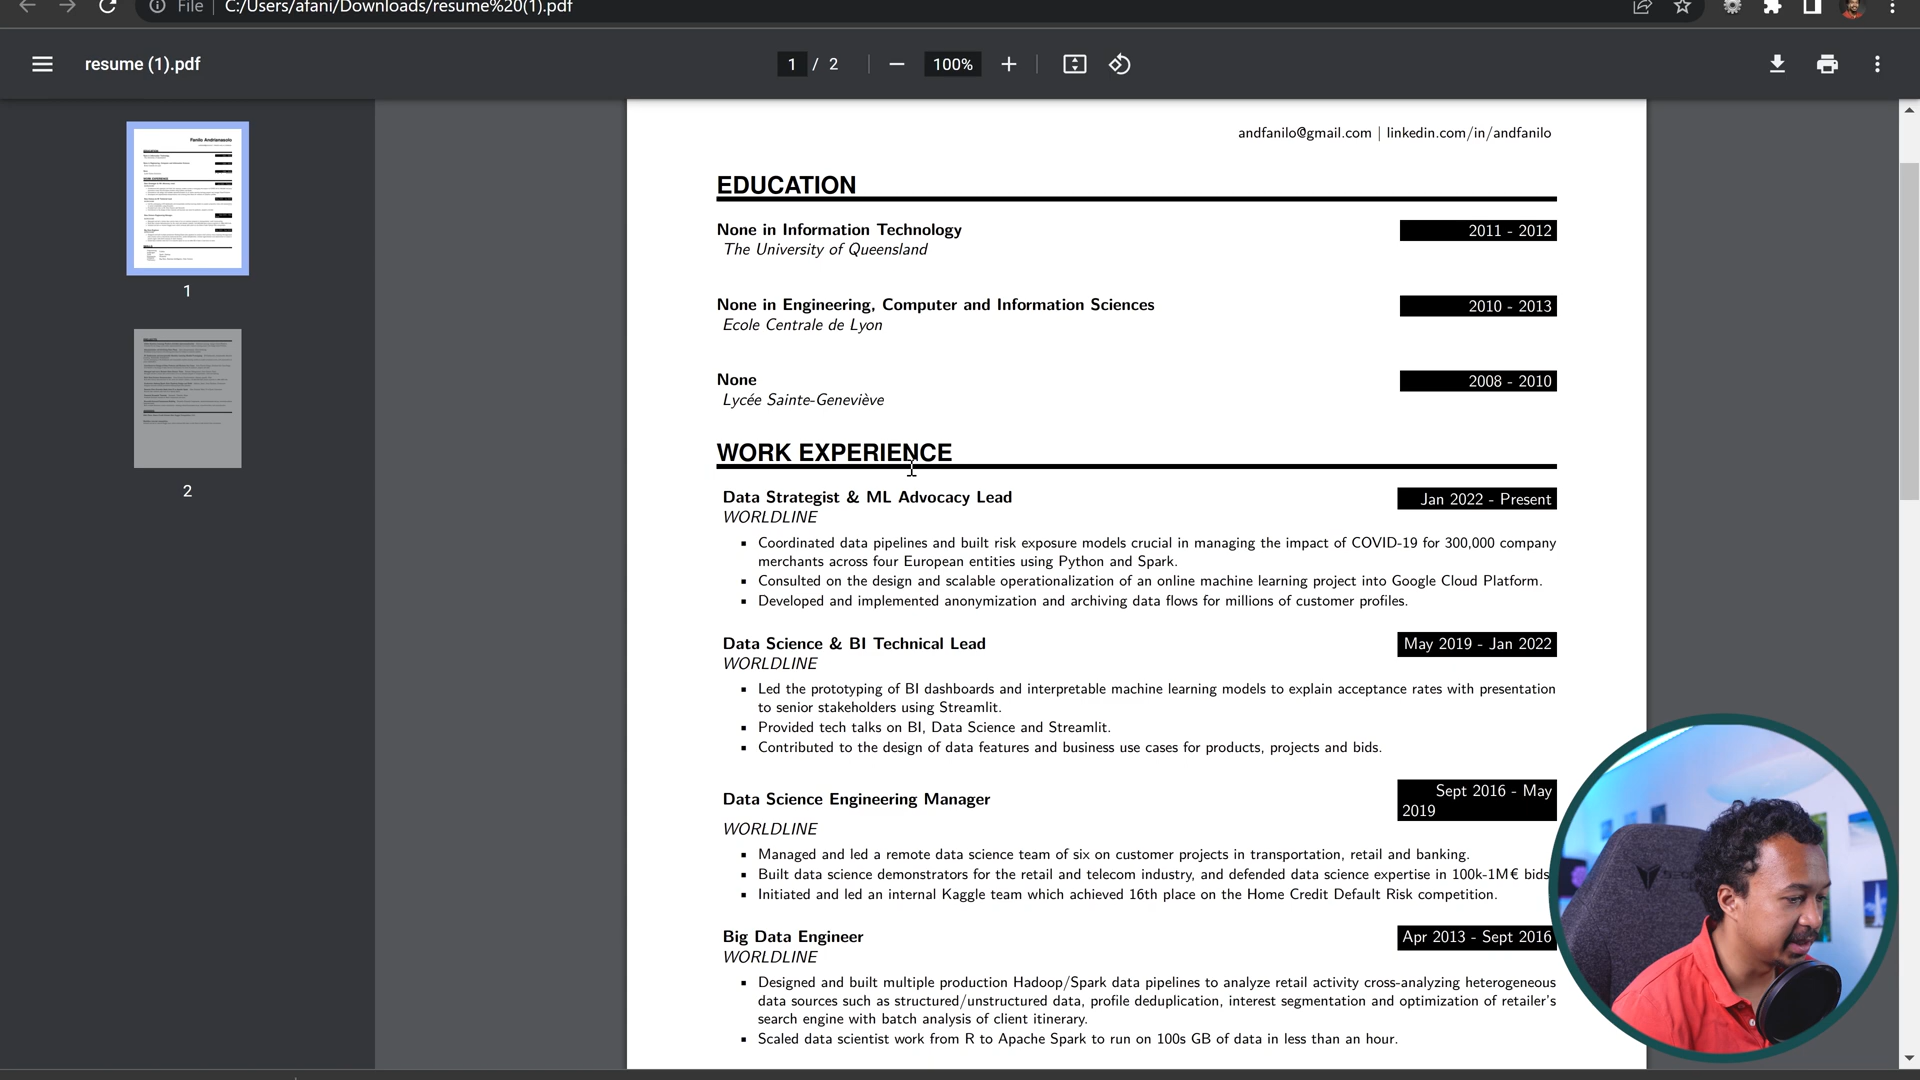 File | C:/Users/afani/Downloads/resume%20(1).pdf
resume (1).pdf
1 / 2
100%
1
2
andfanilo@gmail.com | linkedin.com/in/andfanilo
EDUCATION
None in Information Technology 2011 - 2012
The University of Queensland
None in Engineering, Computer and Information Sciences 2010 - 2013
Ecole Centrale de Lyon
None 2008 - 2010
Lycée Sainte-Geneviève
WORK EXPERIENCE
Data Strategist & ML Advocacy Lead Jan 2022 - Present
WORLDLINE
▪ Coordinated data pipelines and built risk exposure models crucial in managing the impact of COVID-19 for 300,000 company
merchants across four European entities using Python and Spark.
▪ Consulted on the design and scalable operationalization of an online machine learning project into Google Cloud Platform.
▪ Developed and implemented anonymization and archiving data flows for millions of customer profiles.
Data Science & BI Technical Lead May 2019 - Jan 2022
WORLDLINE
▪ Led the prototyping of BI dashboards and interpretable machine learning models to explain acceptance rates with presentation
to senior stakeholders using Streamlit.
▪ Provided tech talks on BI, Data Science and Streamlit.
▪ Contributed to the design of data features and business use cases for products, projects and bids.
Data Science Engineering Manager Sept 2016 - May
2019
WORLDLINE
▪ Managed and led a remote data science team of six on customer projects in transportation, retail and banking.
▪ Built data science demonstrators for the retail and telecom industry, and defended data science expertise in 100k-1M€ bids
▪ Initiated and led an internal Kaggle team which achieved 16th place on the Home Credit Default Risk competition.
Big Data Engineer Apr 2013 - Sept 2016
WORLDLINE
▪ Designed and built multiple production Hadoop/Spark data pipelines to analyze retail activity cross-analyzing heterogeneous
data sources such as structured/unstructured data, profile deduplication, interest segmentation and optimization of retailer's
search engine with batch analysis of client itinerary.
▪ Scaled data scientist work from R to Apache Spark to run on 100s GB of data in less than an hour.